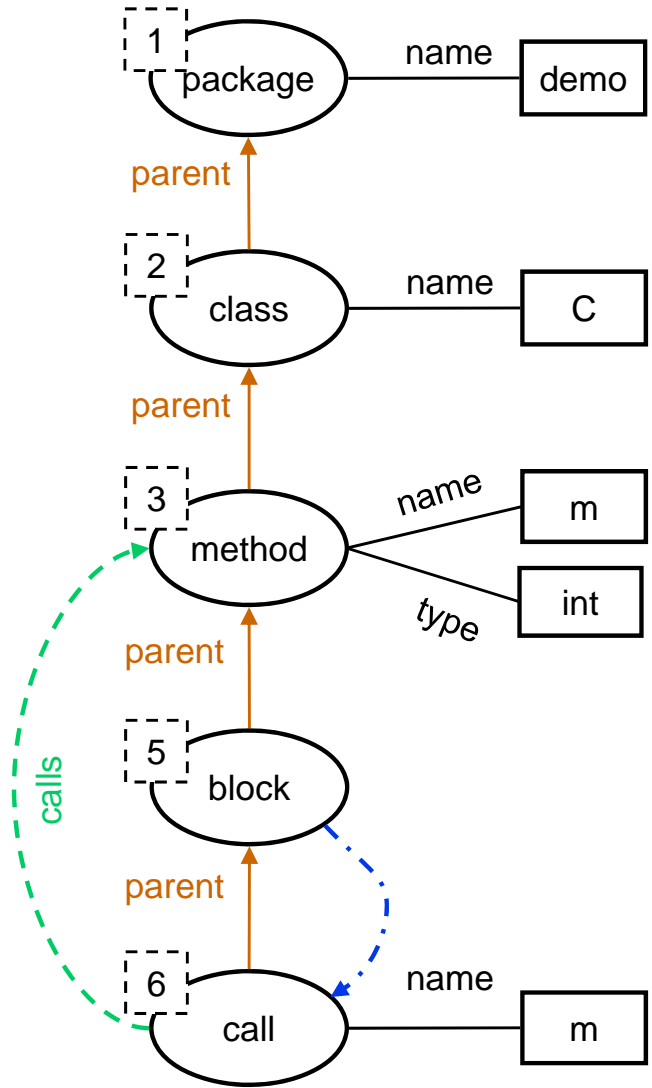 1
package
name
demo
parent
2
class
name
C
parent
3
method
name
m
type
int
parent
calls
5
block
parent
6
call
name
m